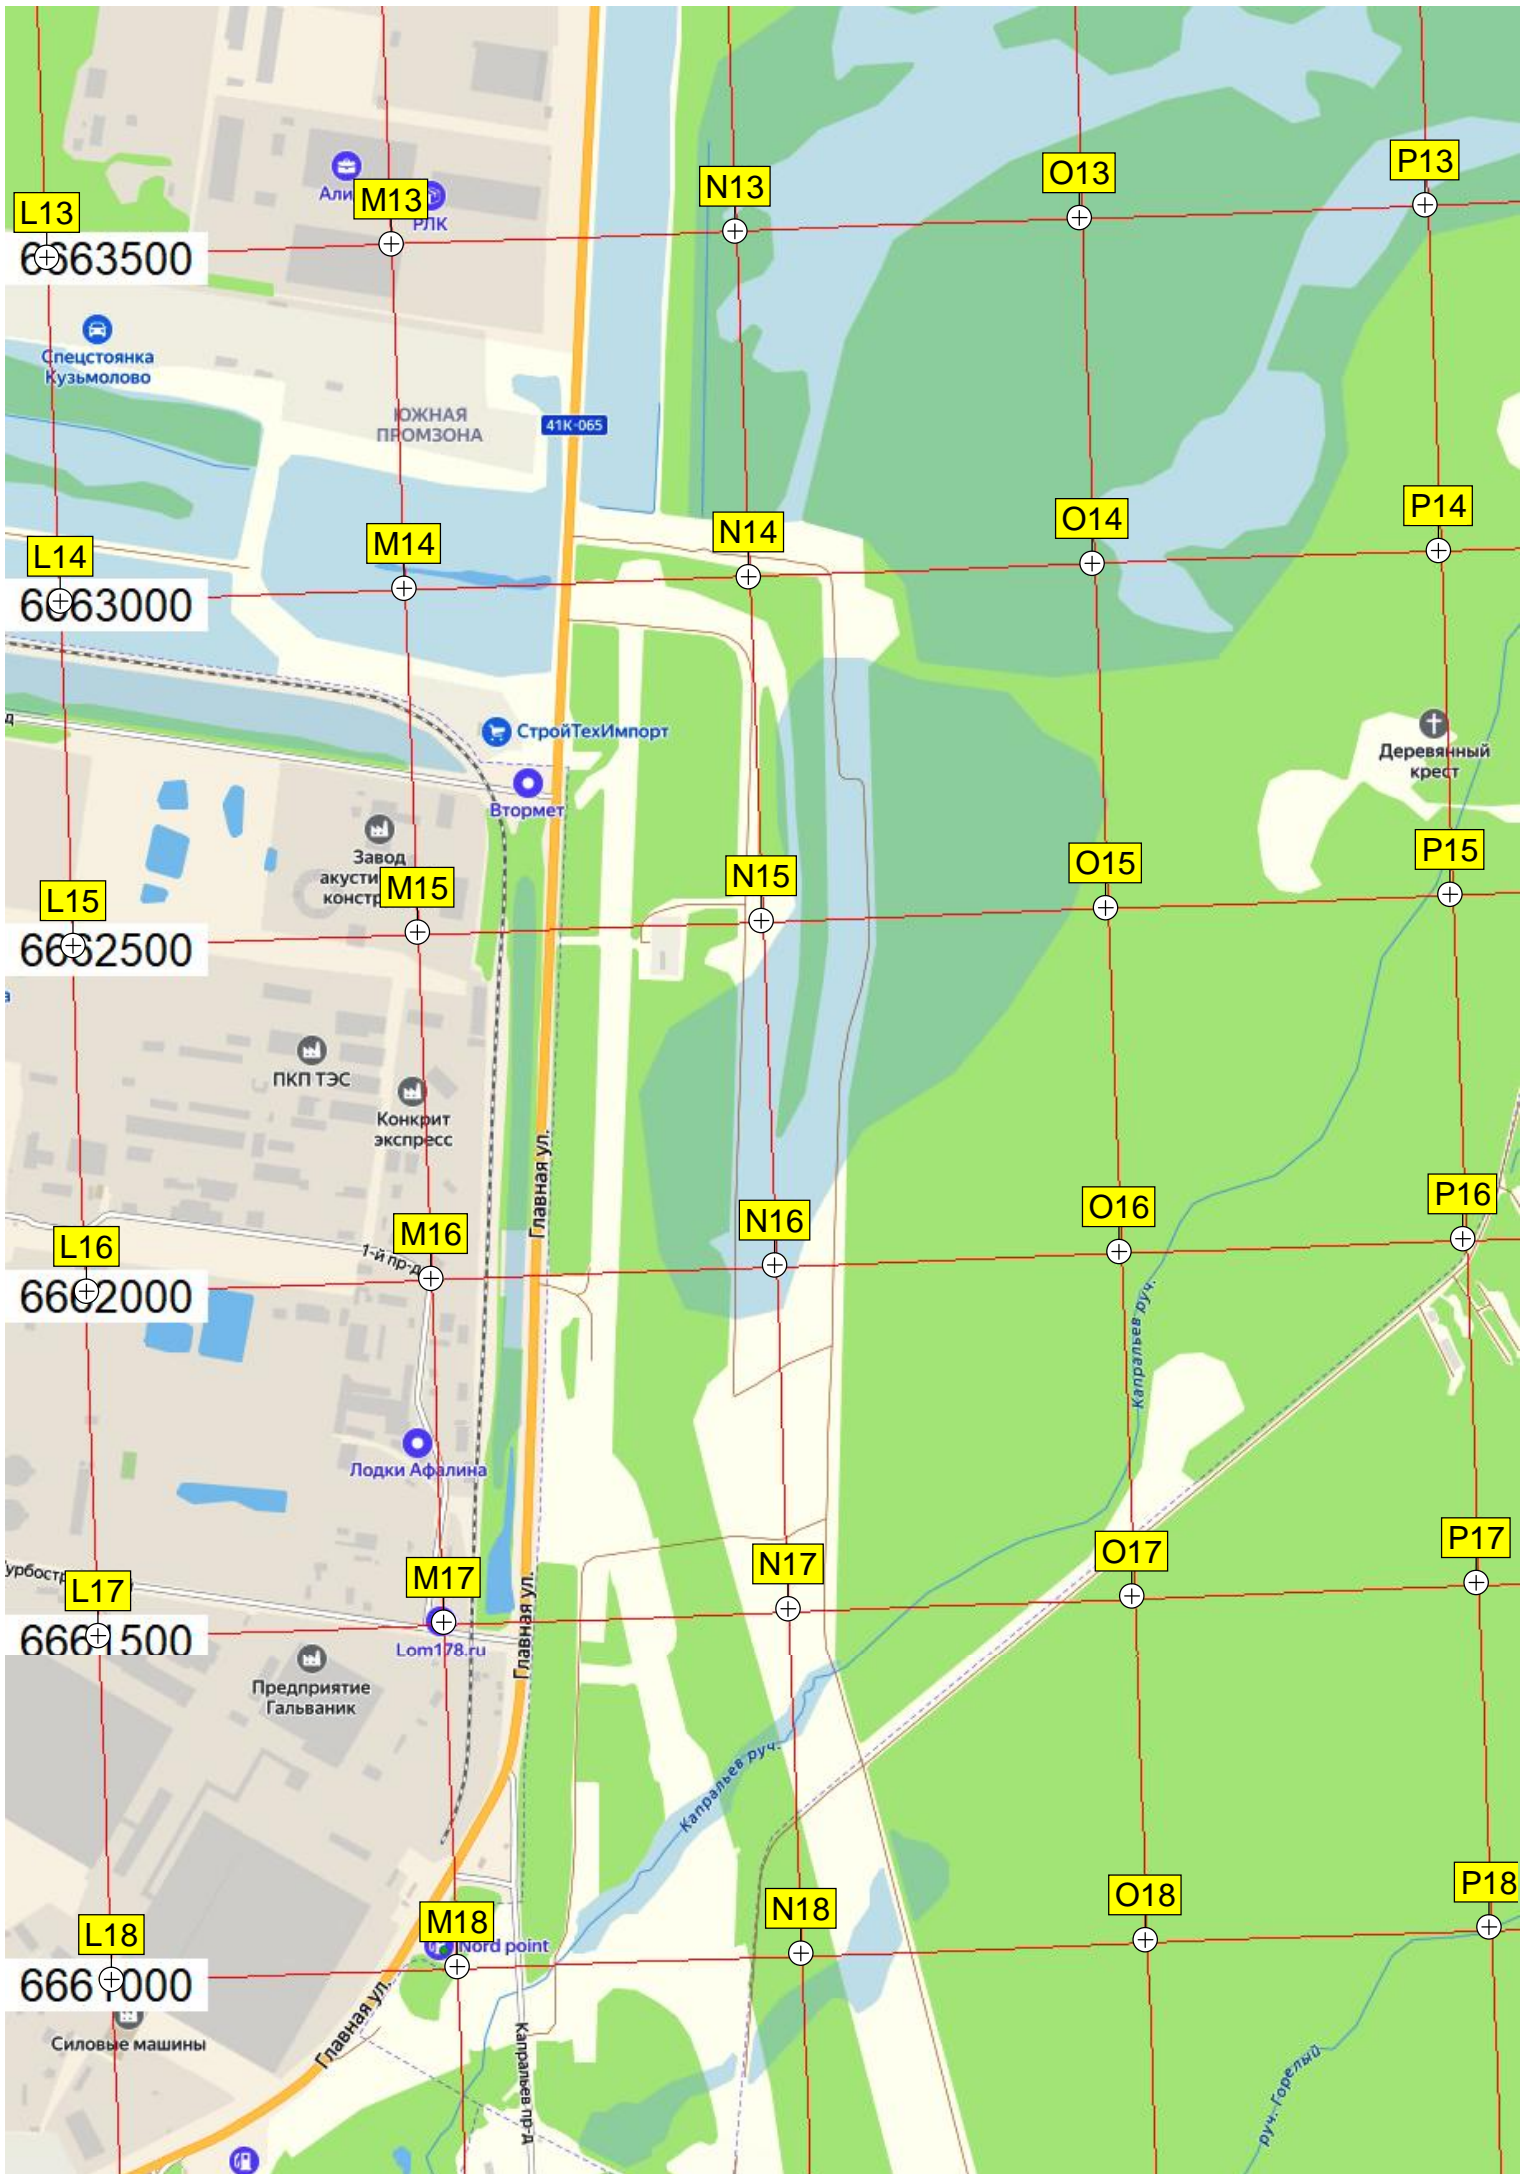 P13
O13
N13
Али
M13
РЛК
L13
6663500
Спецстоянка
Кузьмолово
ЮЖНАЯ
ПРОМЗОНА
41К-065
P14
O14
N14
M14
L14
6663000
СтройТехИмпорт
Деревянный
крест
Втормет
Завод
акусти
констр
P15
O15
N15
M15
L15
6662500
ПКП ТЭС
Конкрит
экспресс
Главная ул.
P16
O16
N16
M16
1-й пр-д
L16
6662000
Капральев руч.
Лодки Афалина
P17
O17
N17
M17
L17
6661500
Lom178.ru
Главная ул.
Предприятие
Гальваник
Капральев руч.
P18
O18
N18
M18
Nord point
L18
6661000
Силовые машины
Главная ул.
Капральев пр-д
руч. Горелый